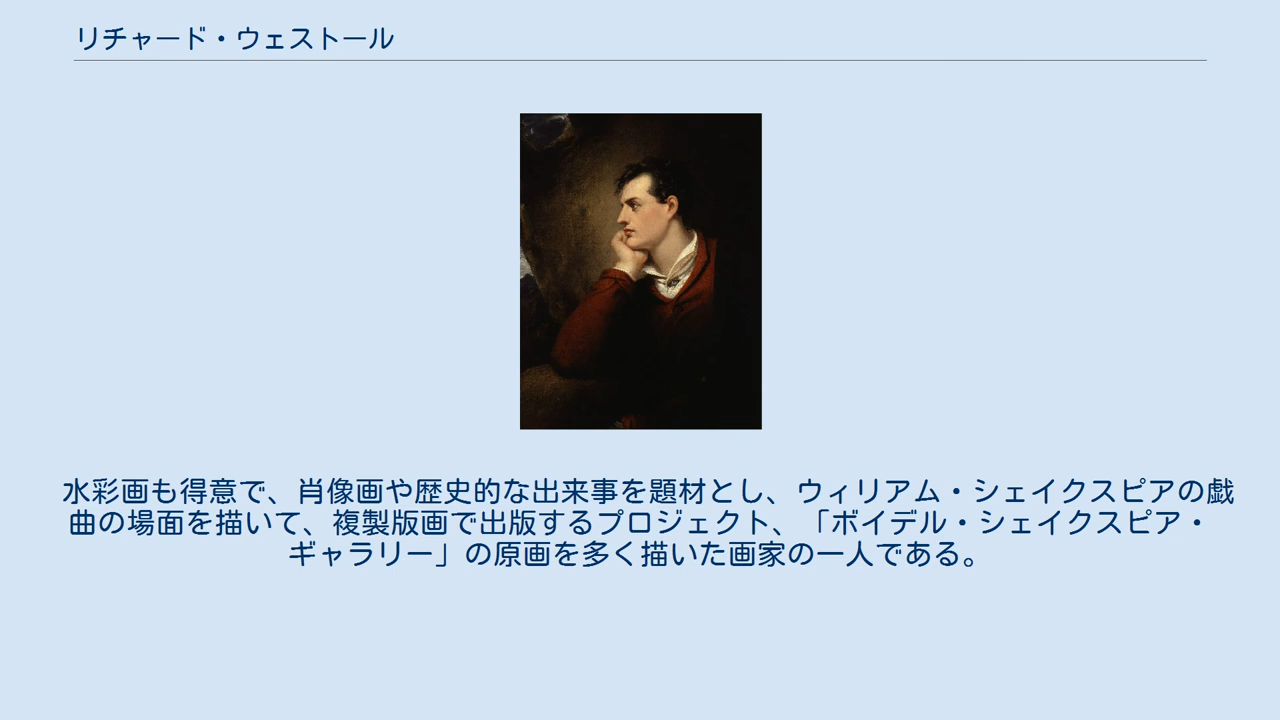 リチャード・ウェストール
水彩画も得意で、肖像画や歴史的な出来事を題材とし、ウィリアム・シェイクスピアの戯
曲の場面を描いて、複製版画で出版するプロジェクト、「ボイデル・シェイクスピア・
ギャラリー」の原画を多く描いた画家の一人である。